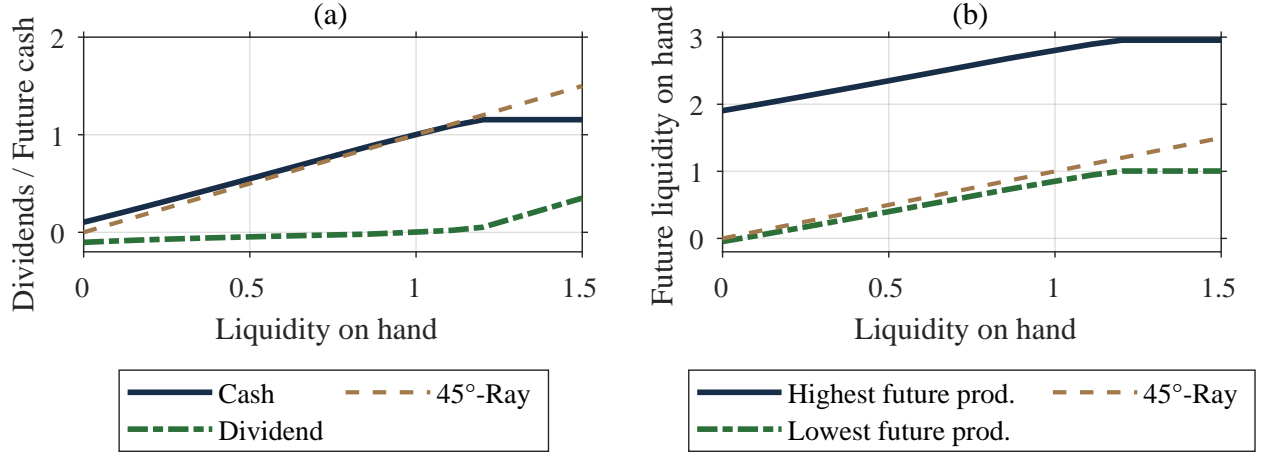 (a)
Dividends / Future cash
2
1
0
0
0.5
1
1.5
Liquidity on hand
Cash
45°-Ray
Dividend
(b)
Future liquidity on hand
3
2
1
0
0
0.5
1
1.5
Liquidity on hand
Highest future prod.
45°-Ray
Lowest future prod.